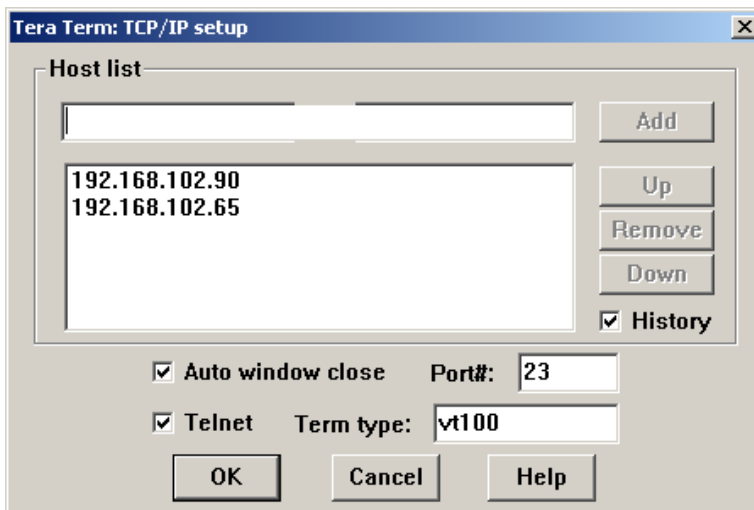 Tera Term: TCP/IP setup
Host list
Add
192.168.102.90
192.168.102.65
Up
Remove
Down
History
Auto window close Port#: 23
Telnet Term type: vt100
OK Cancel Help